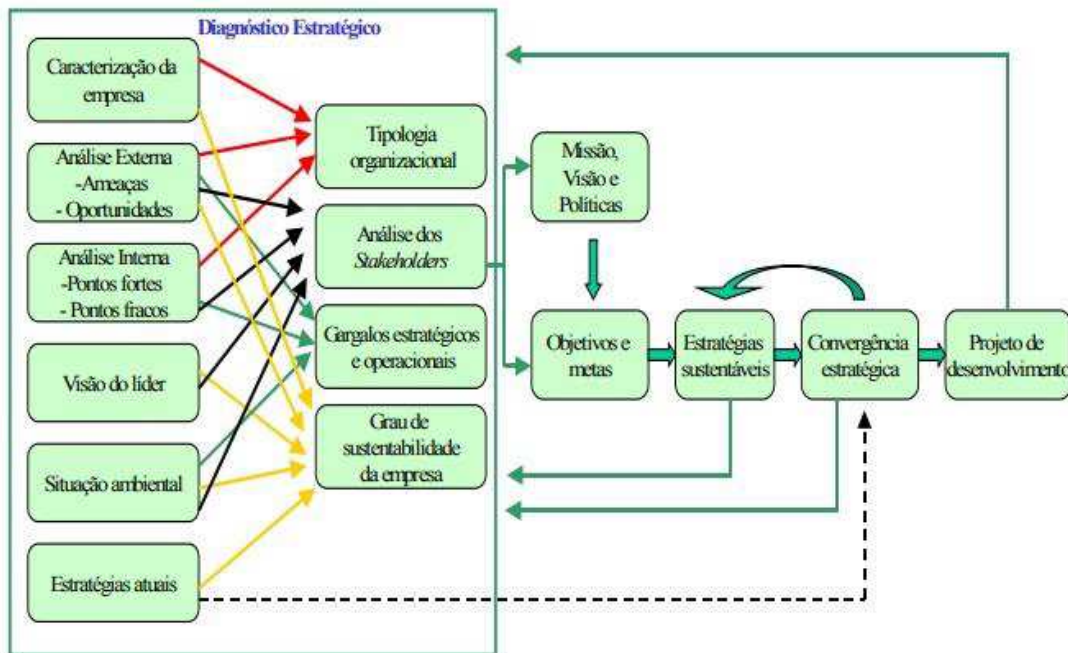 Diagnóstico Estratégico
Caracterização da
empresa
Análise Externa
-Ameaças
- Oportunidades
Análise Interna
-Pontos fortes
- Pontos fracos
Visão do líder
Situação ambiental
Estratégias atuais
Tipologia
organizacional
Análise dos
Stakeholders
Gargalos estratégicos
e operacionais
Grau de
sustentabilidade
da empresa
Missão,
Visão e
Políticas
Objetivos e
metas
Estratégias
sustentáveis
Convergência
estratégica
Projeto de
desenvolvimento